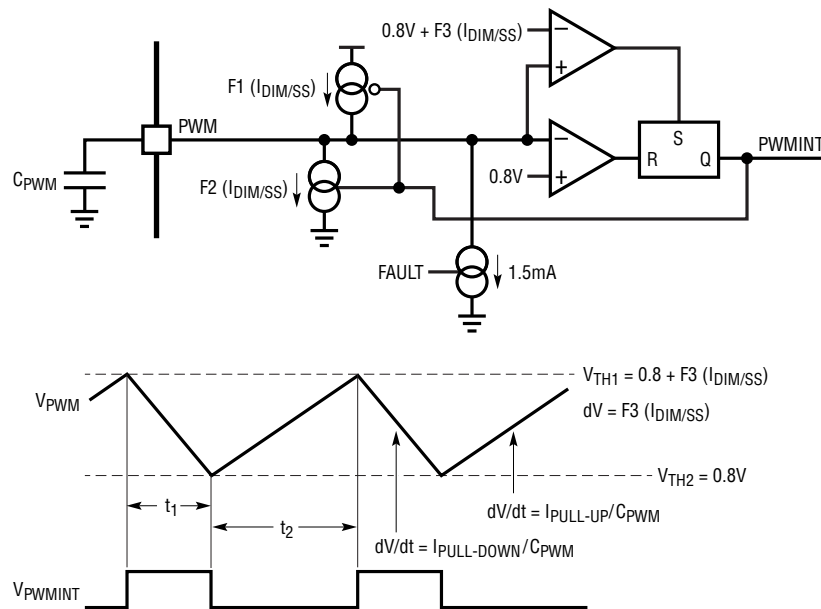 0.8V + F3 (IDIM/SS)
F1 (IDIM/SS)
PWM
S
PWMINT
R
Q
CPWM
0.8V
F2 (IDIM/SS)
FAULT
1.5mA
VTH1 = 0.8 + F3 (IDIM/SS)
VPWM
dV = F3 (IDIM/SS)
VTH2 = 0.8V
t1
t2
dV/dt = IPULL-UP/CPWM
dV/dt = IPULL-DOWN/CPWM
VPWMINT